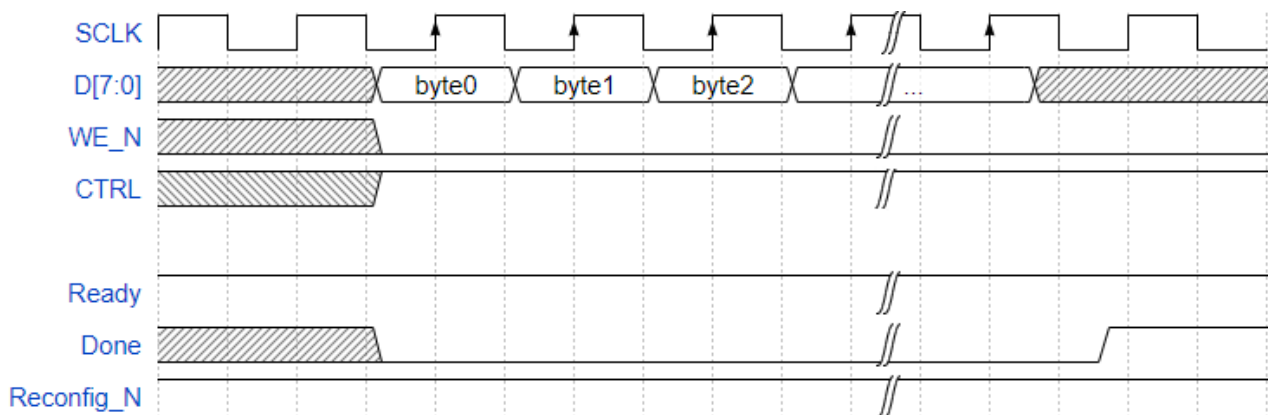 SCLK
D[7:0] byte0 byte1 byte2 ...
WE_N
CTRL
Ready
Done
Reconfig_N